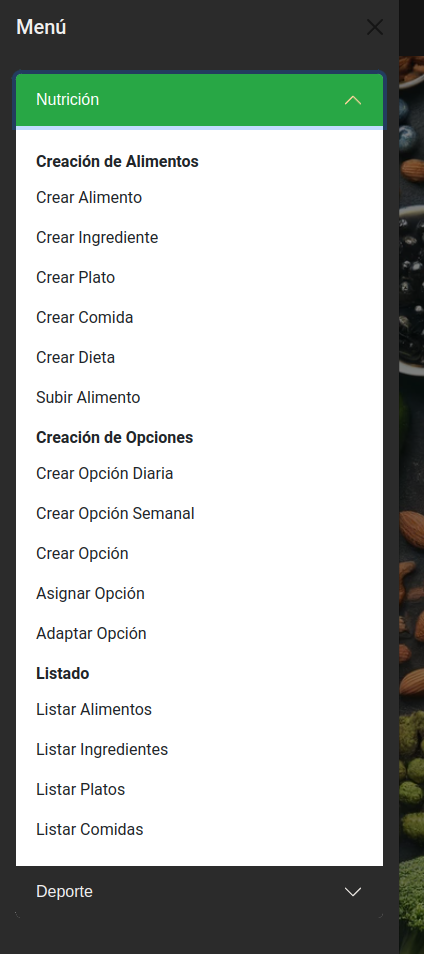 Menú
Nutrición
Creación de Alimentos
Crear Alimento
Crear Ingrediente
Crear Plato
Crear Comida
Crear Dieta
Subir Alimento
Creación de Opciones
Crear Opción Diaria
Crear Opción Semanal
Crear Opción
Asignar Opción
Adaptar Opción
Listado
Listar Alimentos
Listar Ingredientes
Listar Platos
Listar Comidas
Deporte